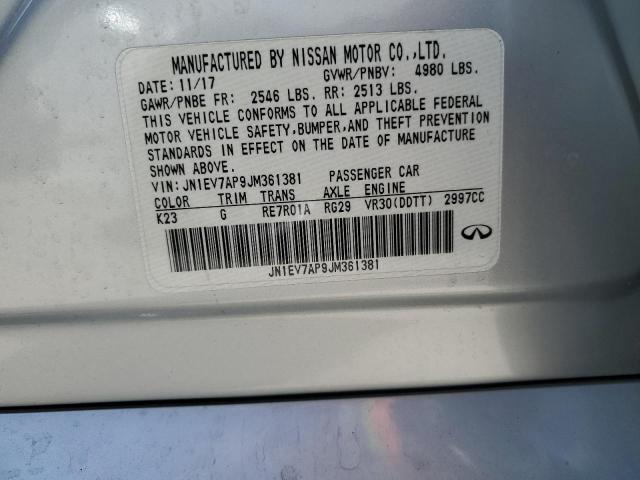 MANUFACTURED BY NISSAN MOTOR CO.,LTD.
DATE: 11/17 GVWR/PNBV: 4980 LBS.
GAWR/PNBE FR: 2546 LBS. RR: 2513 LBS.
THIS VEHICLE CONFORMS TO ALL APPLICABLE FEDERAL
MOTOR VEHICLE SAFETY,BUMPER,AND THEFT PREVENTION
STANDARDS IN EFFECT ON THE DATE OF MANUFACTURE
SHOWN ABOVE.
VIN:JN1EV7AP9JM361381 PASSENGER CAR
COLOR TRIM TRANS AXLE ENGINE
K23 G RE7R01A RG29 VR30(DDTT) 2997CC
JN1EV7AP9JM361381